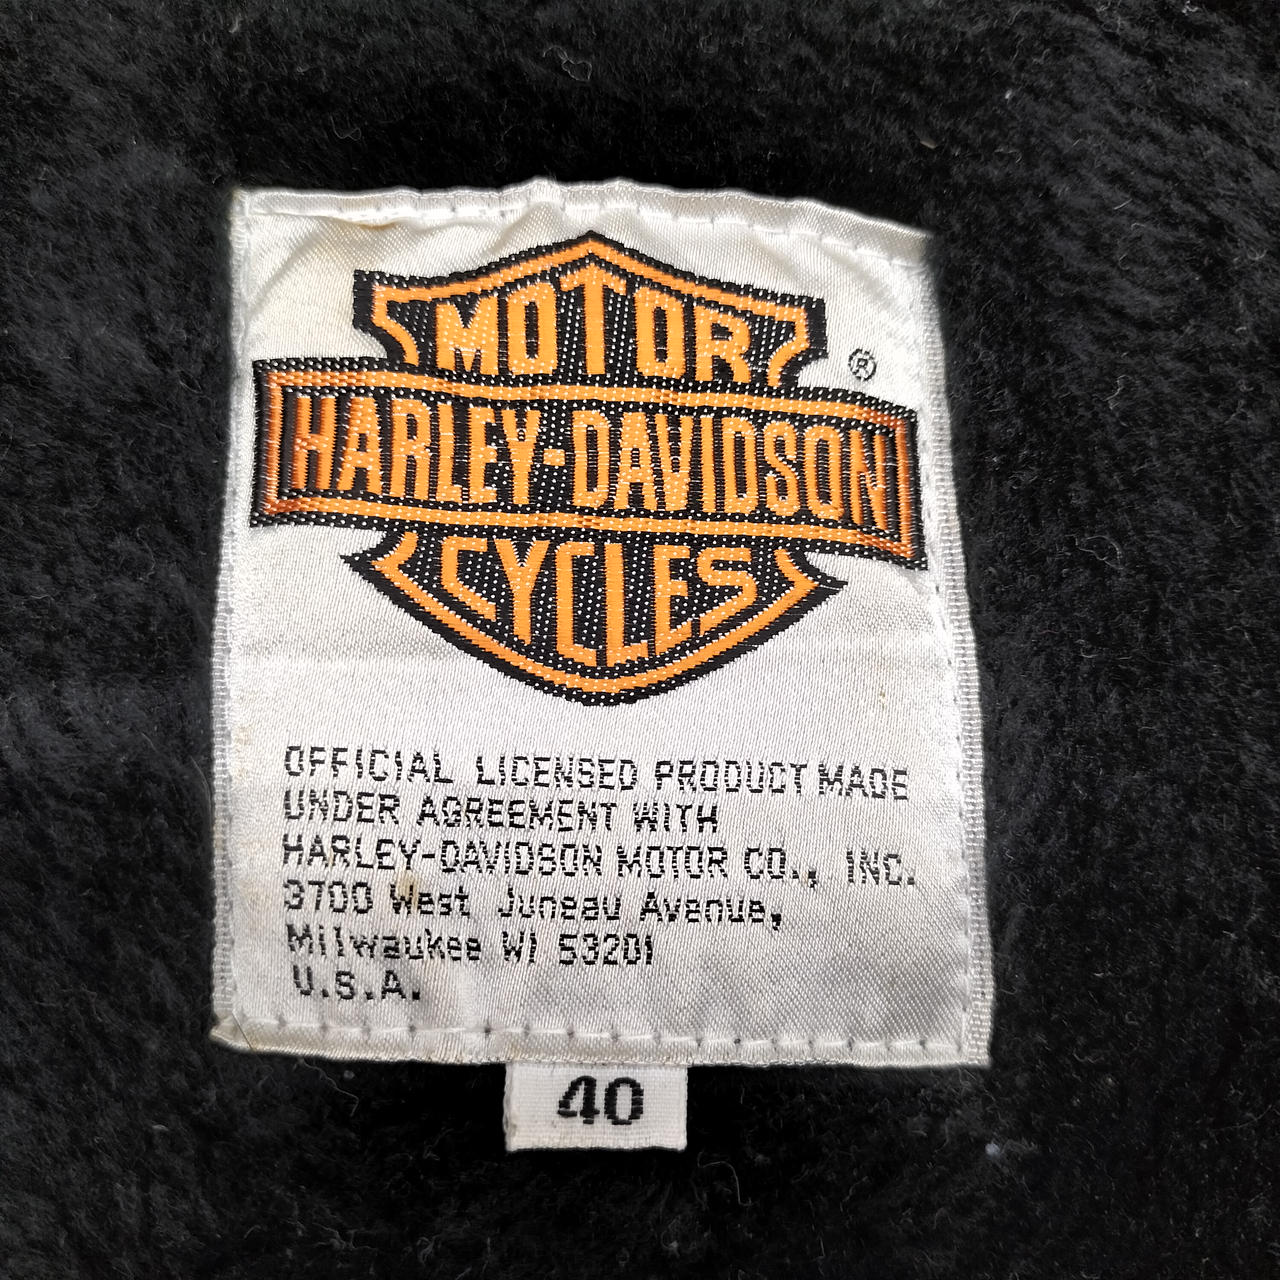 MOTOR
®
HARLEY-DAVIDSON
CYCLES
OFFICIAL LICENSED PRODUCT MADE
UNDER AGREEMENT WITH
HARLEY-DAVIDSON MOTOR CO., INC.
3700 West Juneau Avenue,
Milwaukee WI 53201
U.S.A.
40